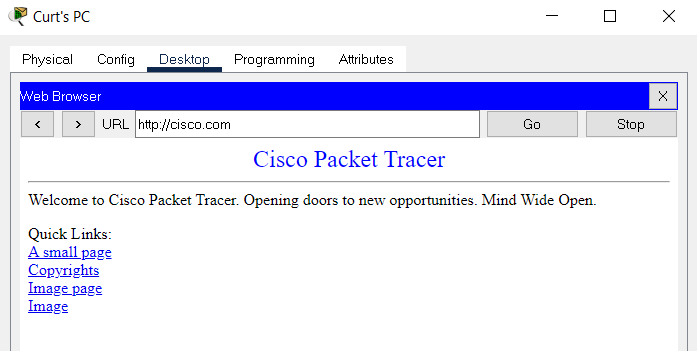 Curt's PC
Physical Config Desktop Programming Attributes
Web Browser X
< > URL http://cisco.com Go Stop
Cisco Packet Tracer
Welcome to Cisco Packet Tracer. Opening doors to new opportunities. Mind Wide Open.
Quick Links:
A small page
Copyrights
Image page
Image